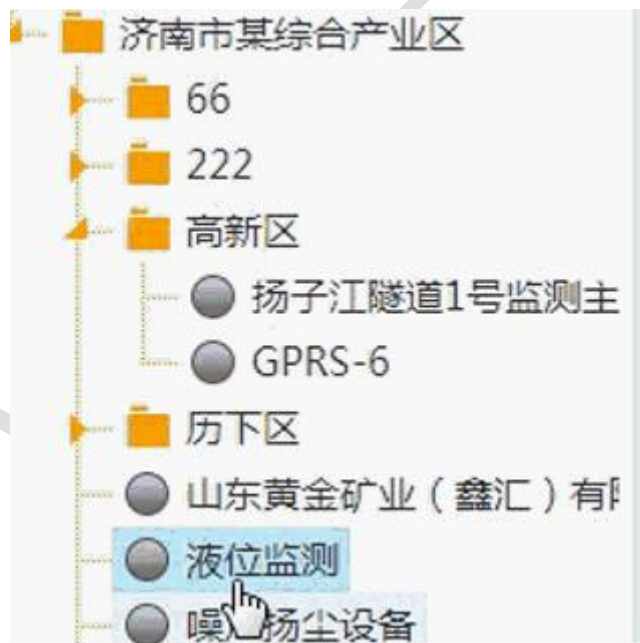 济南市某综合产业区
66
222
高新区
扬子江隧道1号监测主
GPRS-6
历下区
山东黄金矿业（鑫汇）有
液位监测
噪 扬尘设备